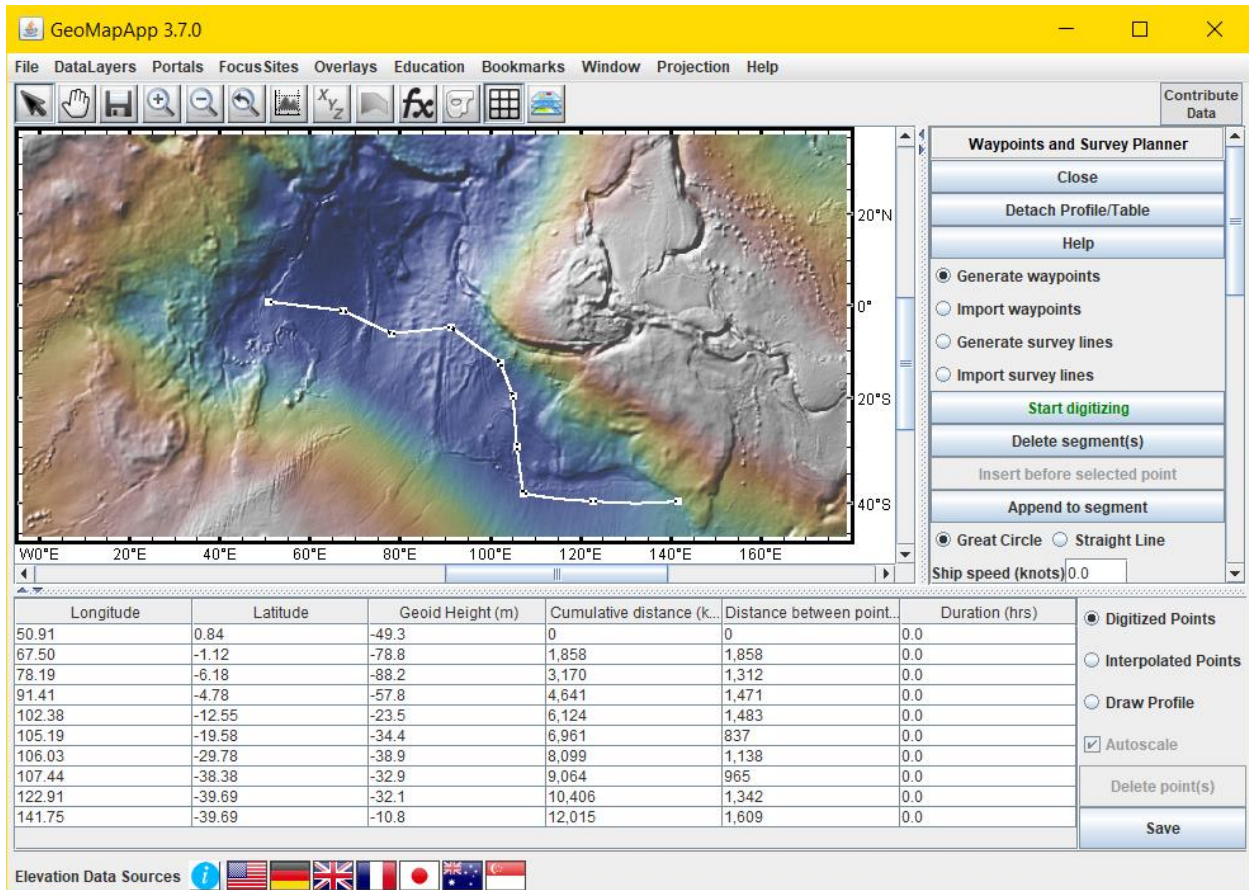 GeoMapApp 3.7.0
File DataLayers Portals FocusSites Overlays Education Bookmarks Window Projection Help
X Y Z fx
Contribute Data
20°N
0°
20°S
40°S
W0°E 20°E 40°E 60°E 80°E 100°E 120°E 140°E 160°E
Waypoints and Survey Planner
Close
Detach Profile/Table
Help
Generate waypoints
Import waypoints
Generate survey lines
Import survey lines
Start digitizing
Delete segment(s)
Insert before selected point
Append to segment
Great Circle Straight Line
Ship speed (knots) 0.0
Longitude Latitude Geoid Height (m) Cumulative distance (k... Distance between point... Duration (hrs)
50.91 0.84 -49.3 0 0 0.0
67.50 -1.12 -78.8 1,858 1,858 0.0
78.19 -6.18 -88.2 3,170 1,312 0.0
91.41 -4.78 -57.8 4,641 1,471 0.0
102.38 -12.55 -23.5 6,124 1,483 0.0
105.19 -19.58 -34.4 6,961 837 0.0
106.03 -29.78 -38.9 8,099 1,138 0.0
107.44 -38.38 -32.9 9,064 965 0.0
122.91 -39.69 -32.1 10,406 1,342 0.0
141.75 -39.69 -10.8 12,015 1,609 0.0
Digitized Points
Interpolated Points
Draw Profile
Autoscale
Delete point(s)
Save
Elevation Data Sources i